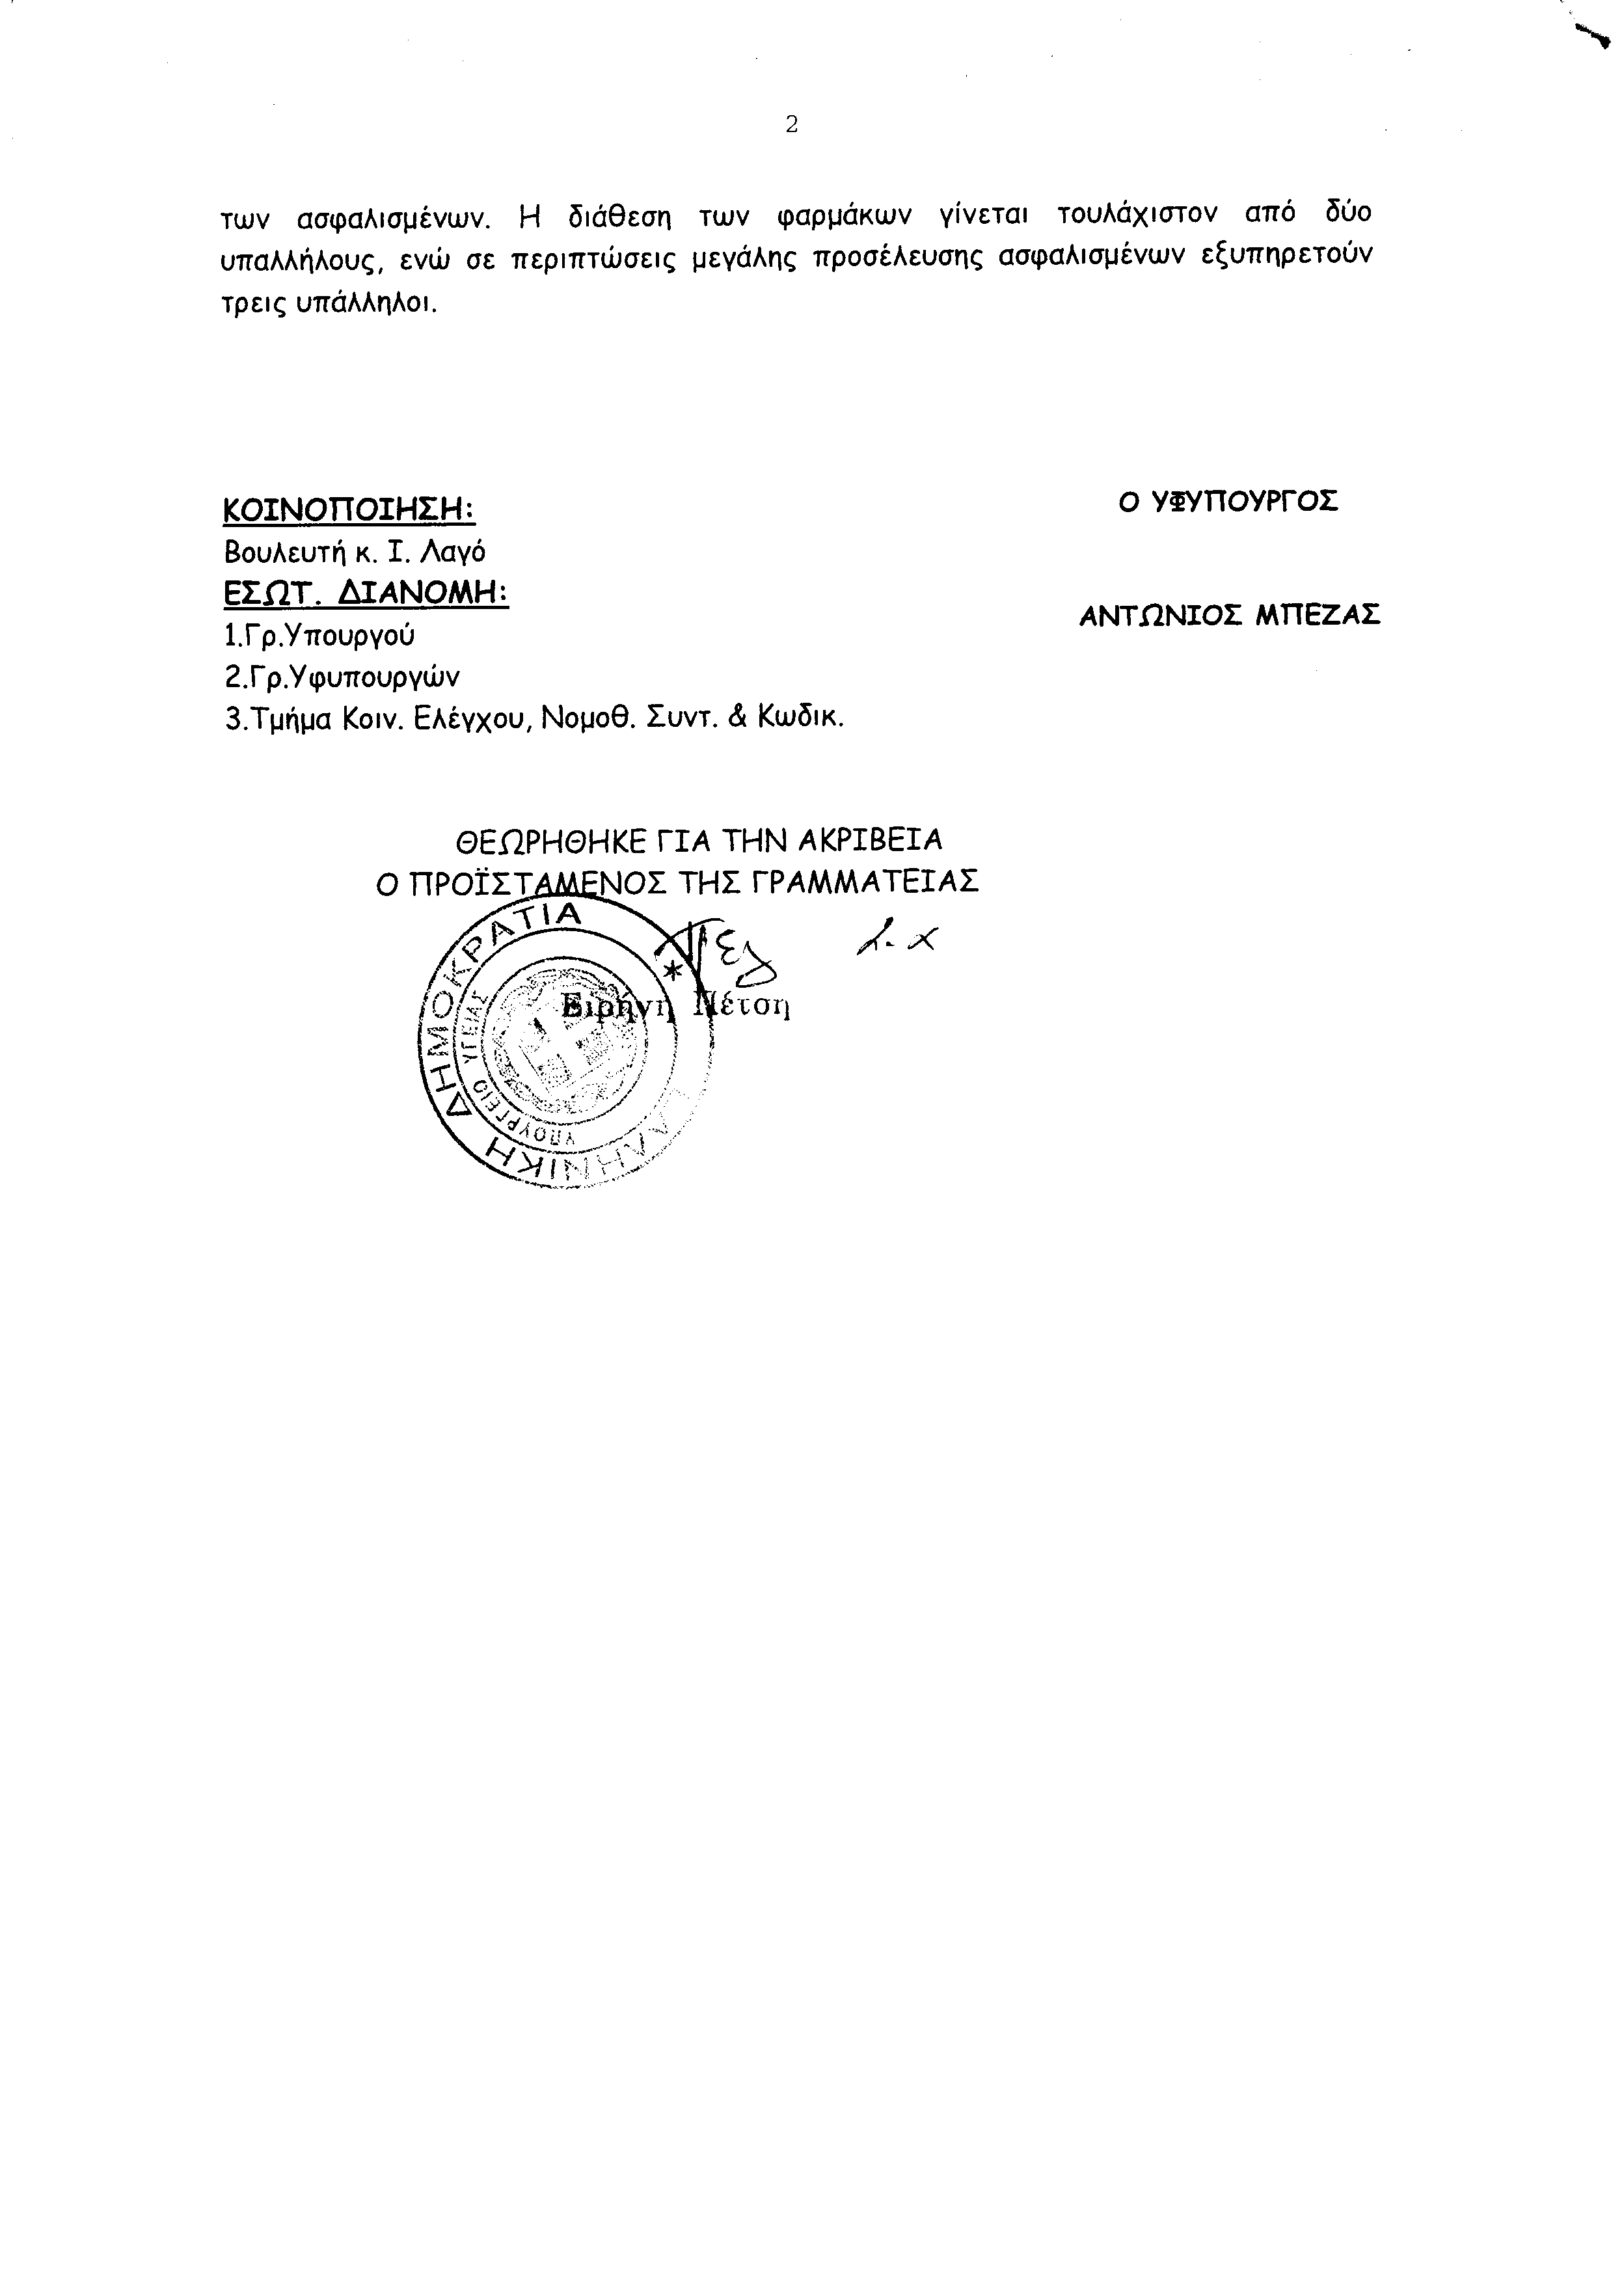 2
των ασφαλισμένων. Η διάθεση των φαρμάκων γίνεται τουλάχιστον από δύο
υπαλλήλους, ενώ σε περιπτώσεις μεγάλης προσέλευσης ασφαλισμένων εξυπηρετούν
τρεις υπάλληλοι.
ΚΟΙΝΟΠΟΙΗΣΗ:
Βουλευτή κ. Ι. Λαγό
ΕΣΩΤ. ΔΙΑΝΟΜΗ:
1.Γρ.Υπουργού
2.Γρ.Υφυπουργών
3.Τμήμα Κοιν. Ελέγχου, Νομοθ. Συντ. & Κωδικ.
Ο ΥΦΥΠΟΥΡΓΟΣ
ΑΝΤΩΝΙΟΣ ΜΠΕΖΑΣ
ΘΕΩΡΗΘΗΚΕ ΓΙΑ ΤΗΝ ΑΚΡΙΒΕΙΑ
Ο ΠΡΟΪΣΤΑΜΕΝΟΣ ΤΗΣ ΓΡΑΜΜΑΤΕΙΑΣ
Ειρήνη Πέτση
ΕΛΛΗΝΙΚΗ ΔΗΜΟΚΡΑΤΙΑ
ΥΠΟΥΡΓΕΙΟ ΥΓΕΙΑΣ